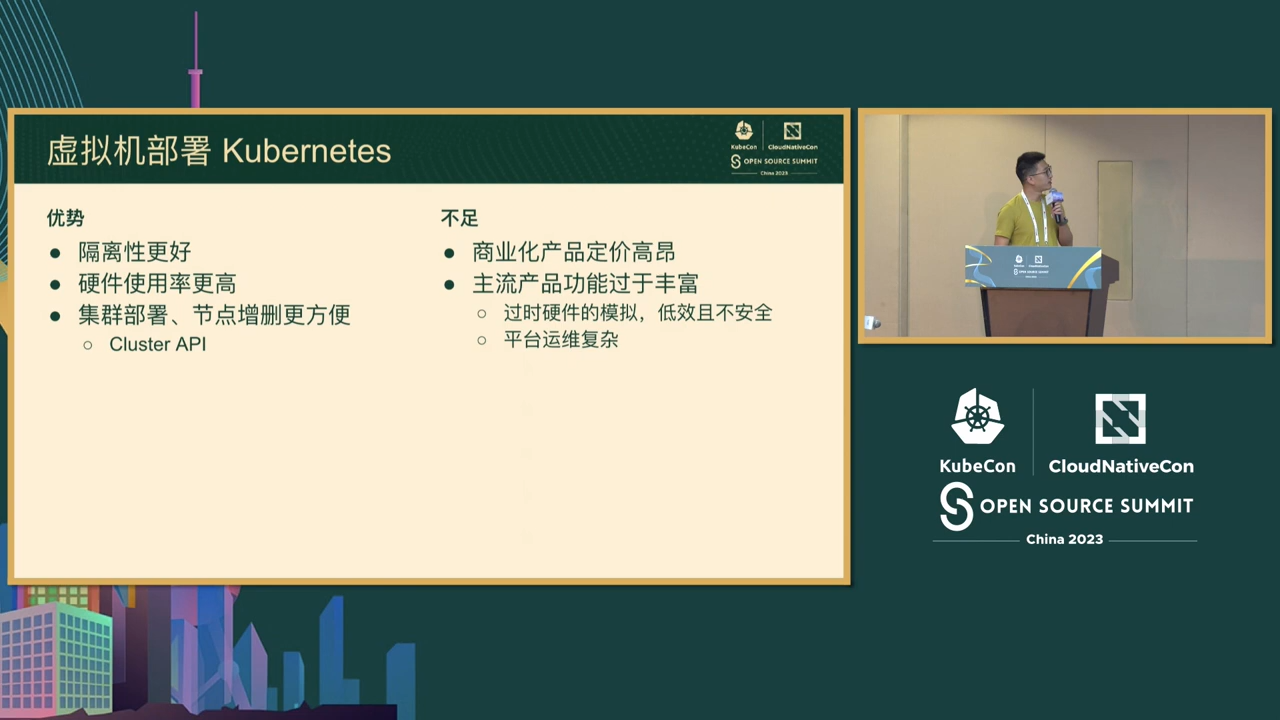 虚拟机部署 Kubernetes
KubeCon
CloudNativeCon
OPEN SOURCE SUMMIT
China 2023
优势
● 隔离性更好
● 硬件使用率更高
● 集群部署、节点增删更方便
○ Cluster API
不足
● 商业化产品定价高昂
● 主流产品功能过于丰富
○ 过时硬件的模拟，低效且不安全
○ 平台运维复杂
KubeCon
CloudNativeCon
OPEN SOURCE SUMMIT
China 2023